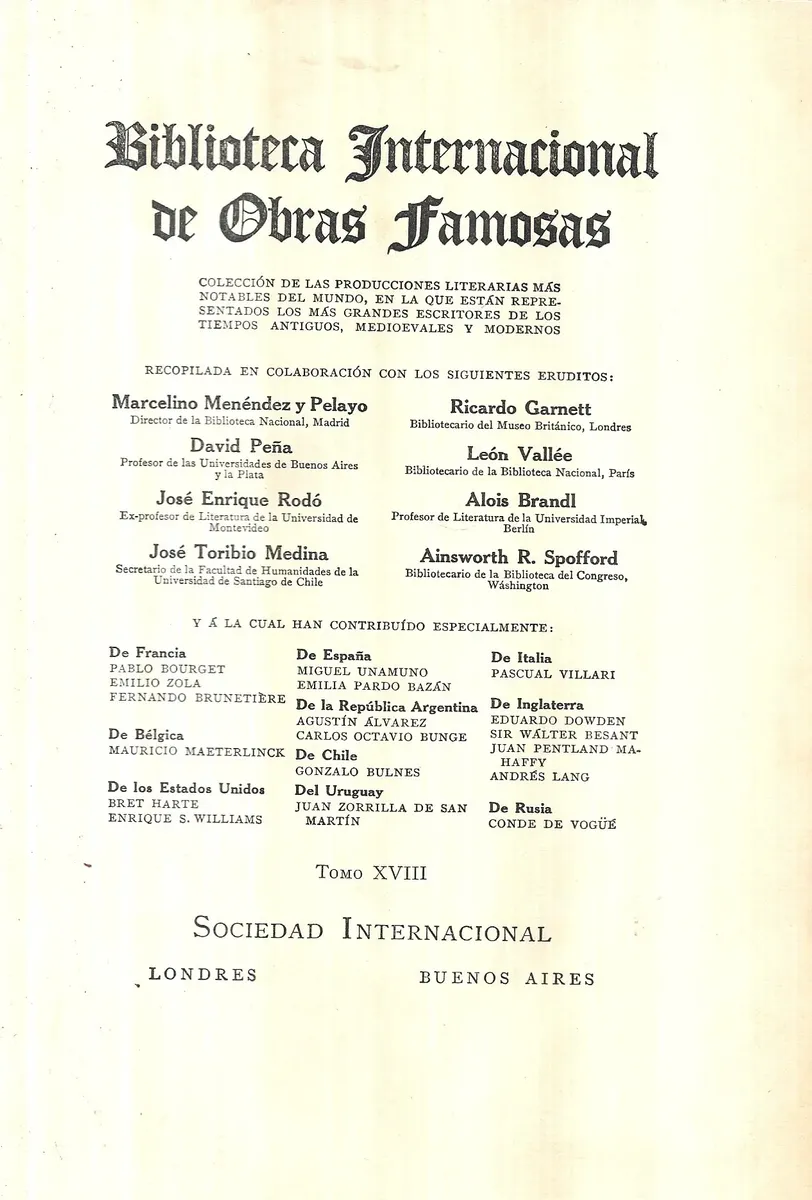 Biblioteca Internacional
de Obras Famosas
COLECCIÓN DE LAS PRODUCCIONES LITERARIAS MÁS
NOTABLES DEL MUNDO, EN LA QUE ESTÁN REPRE-
SENTADOS LOS MÁS GRANDES ESCRITORES DE LOS
TIEMPOS ANTIGUOS, MEDIOEVALES Y MODERNOS
RECOPILADA EN COLABORACIÓN CON LOS SIGUIENTES ERUDITOS:
Marcelino Menéndez y Pelayo
Director de la Biblioteca Nacional, Madrid
David Peña
Profesor de las Universidades de Buenos Aires
y la Plata
José Enrique Rodó
Ex-profesor de Literatura de la Universidad de
Montevideo
José Toribio Medina
Secretario de la Facultad de Humanidades de la
Universidad de Santiago de Chile
Ricardo Garnett
Bibliotecario del Museo Británico, Londres
León Vallée
Bibliotecario de la Biblioteca Nacional, París
Alois Brandl
Profesor de Literatura de la Universidad Imperial,
Berlín
Ainsworth R. Spofford
Bibliotecario de la Biblioteca del Congreso,
Wáshington
Y Á LA CUAL HAN CONTRIBUÍDO ESPECIALMENTE:
De Francia
PABLO BOURGET
EMILIO ZOLA
FERNANDO BRUNETIÈRE
De Bélgica
MAURICIO MAETERLINCK
De los Estados Unidos
BRET HARTE
ENRIQUE S. WILLIAMS
De España
MIGUEL UNAMUNO
EMILIA PARDO BAZÁN
De la República Argentina
AGUSTÍN ÁLVAREZ
CARLOS OCTAVIO BUNGE
De Chile
GONZALO BULNES
Del Uruguay
JUAN ZORRILLA DE SAN
MARTÍN
De Italia
PASCUAL VILLARI
De Inglaterra
EDUARDO DOWDEN
SIR WÁLTER BESANT
JUAN PENTLAND MA-
HAFFY
ANDRÉS LANG
De Rusia
CONDE DE VOGÜÉ
TOMO XVIII
SOCIEDAD INTERNACIONAL
LONDRES
BUENOS AIRES